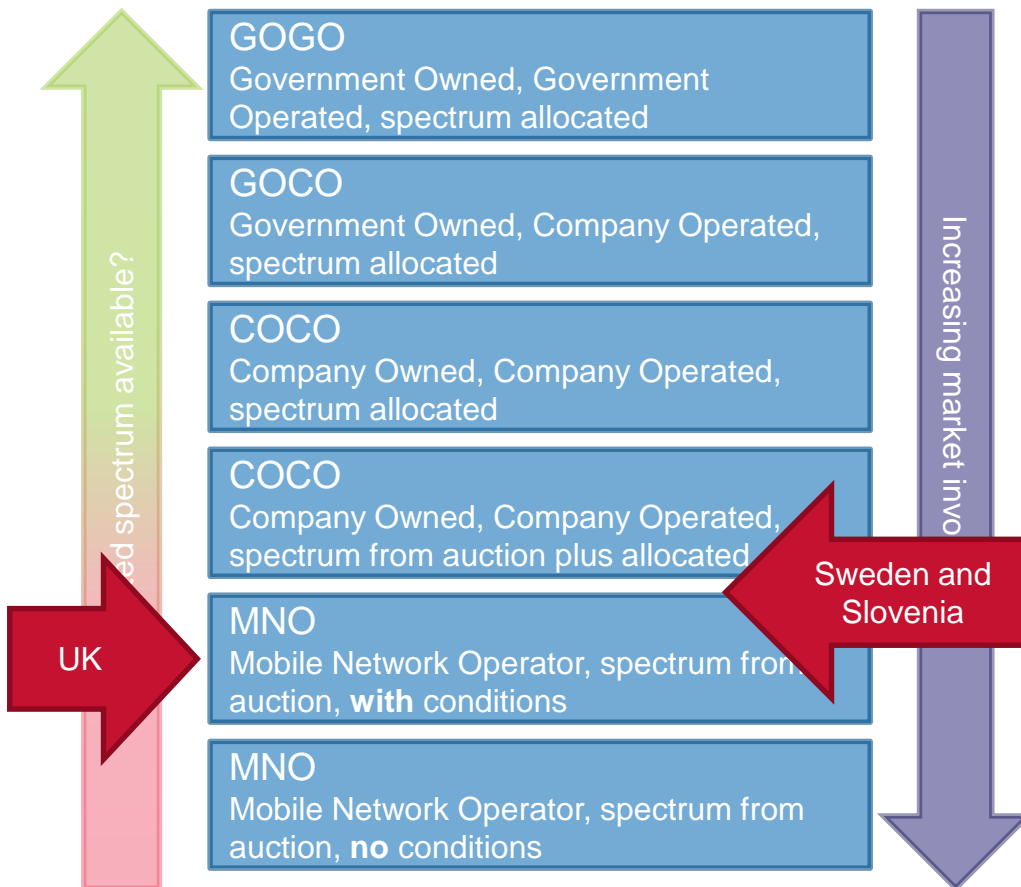 GOGO
Government Owned, Government
Operated, spectrum allocated
GOCO
Government Owned, Company Operated,
spectrum allocated
COCO
Company Owned, Company Operated,
spectrum allocated
COCO
Company Owned, Company Operated,
spectrum from auction plus allocated
MNO
Mobile Network Operator, spectrum from
auction, with conditions
MNO
Mobile Network Operator, spectrum from
auction, no conditions
spectrum available?
Increasing market
UK
Sweden and
Slovenia